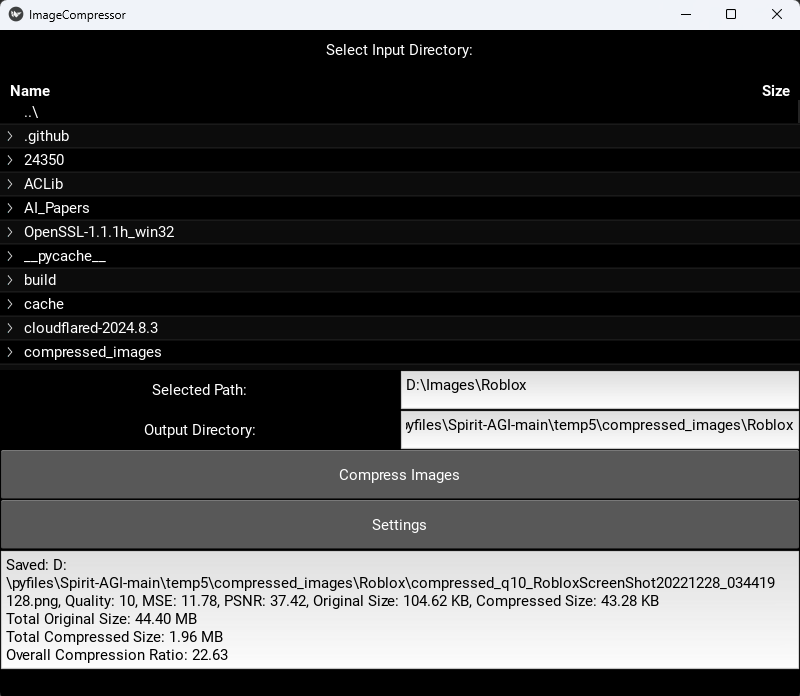 ImageCompressor
Select Input Directory:
Name Size
..\
.github
24350
ACLib
AI_Papers
OpenSSL-1.1.1h_win32
__pycache__
build
cache
cloudflared-2024.8.3
compressed_images
Selected Path: D:\Images\Roblox
Output Directory: yfiles\Spirit-AGI-main\temp5\compressed_images\Roblox
Compress Images
Settings
Saved: D:
\pyfiles\Spirit-AGI-main\temp5\compressed_images\Roblox\compressed_q10_RobloxScreenShot20221228_034419
128.png, Quality: 10, MSE: 11.78, PSNR: 37.42, Original Size: 104.62 KB, Compressed Size: 43.28 KB
Total Original Size: 44.40 MB
Total Compressed Size: 1.96 MB
Overall Compression Ratio: 22.63